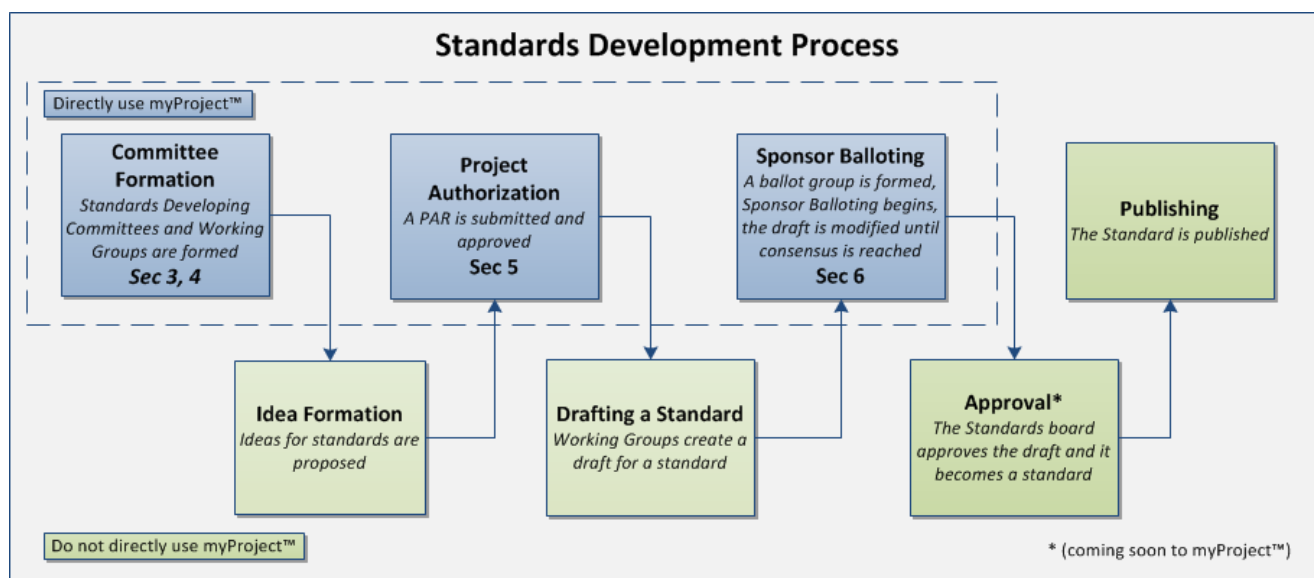 Standards Development Process
Directly use myProject™
Committee
Formation
Standards Developing
Committees and Working
Groups are formed
Sec 3, 4
Project
Authorization
A PAR is submitted and
approved
Sec 5
Sponsor Balloting
A ballot group is formed,
Sponsor Balloting begins,
the draft is modified until
consensus is reached
Sec 6
Publishing
The Standard is published
Idea Formation
Ideas for standards are
proposed
Drafting a Standard
Working Groups create a
draft for a standard
Approval*
The Standards board
approves the draft and it
becomes a standard
Do not directly use myProject™
* (coming soon to myProject™)